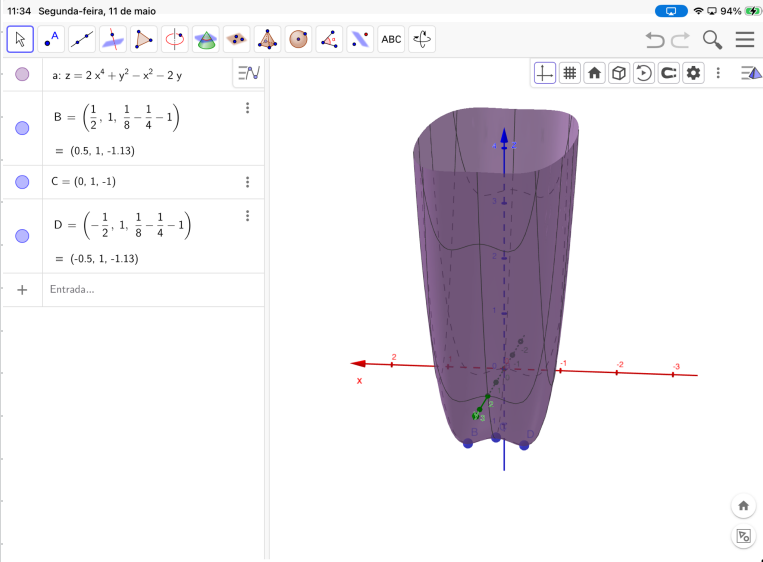 11:34 Segunda-feira, 11 de maio
94%
A
ABC
a: z = 2 x⁴ + y² − x² − 2 y
B = (1/2, 1, 1/8 − 1/4 − 1)
= (0.5, 1, -1.13)
C = (0, 1, -1)
D = (−1/2, 1, 1/8 − 1/4 − 1)
= (-0.5, 1, -1.13)
+ Entrada...
3
2
1
2
-1
-2
-3
x
B
D